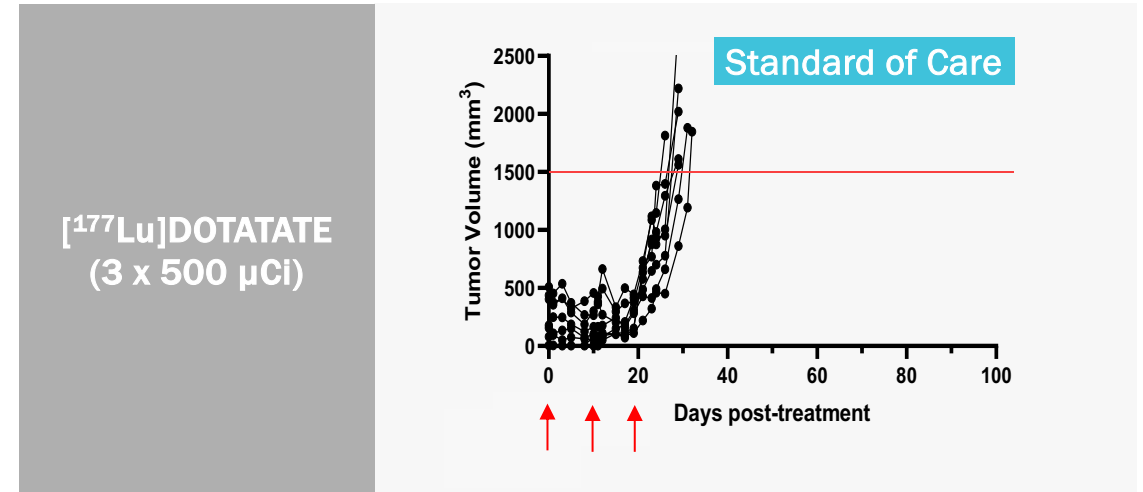 [¹⁷⁷Lu]DOTATATE
(3 x 500 µCi)
Standard of Care
Tumor Volume (mm³)
2500
2000
1500
1000
500
0
0 20 40 60 80 100
Days post-treatment